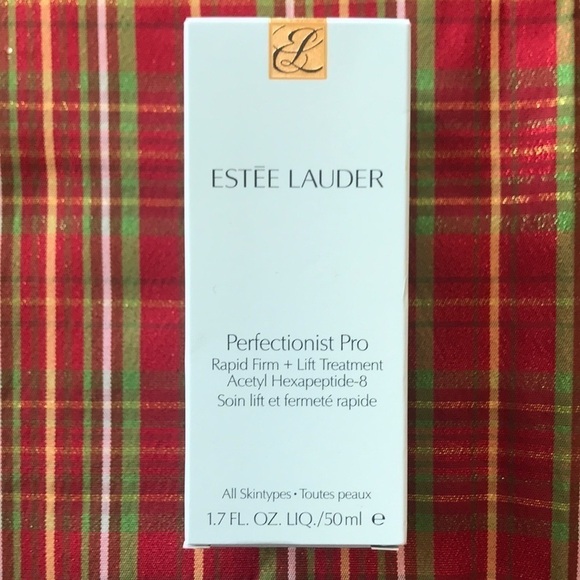 EL
ESTĒE LAUDER
Perfectionist Pro
Rapid Firm + Lift Treatment
Acetyl Hexapeptide-8
Soin lift et fermeté rapide
All Skintypes • Toutes peaux
1.7 FL. OZ. LIQ./50 ml ℮